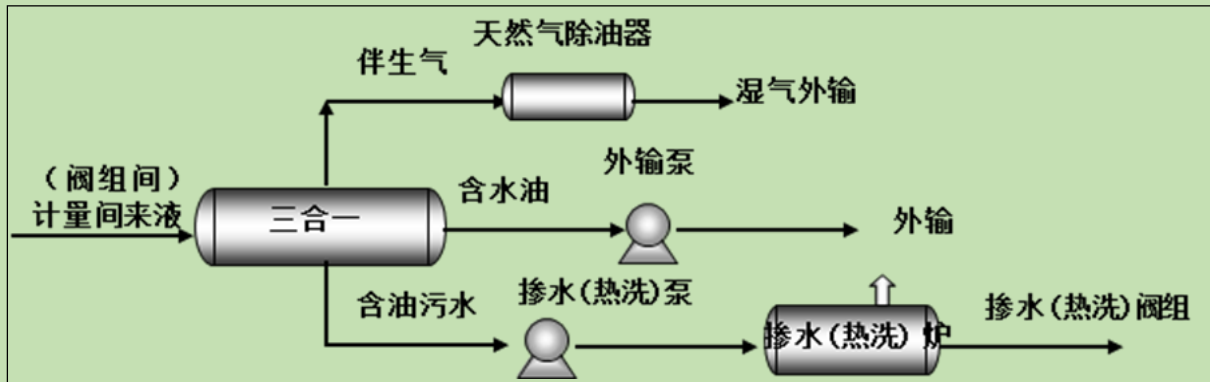 天然气除油器
伴生气
湿气外输
外输泵
(阀组间)
计量间来液
三合一
含水油
外输
含油污水
掺水(热洗)泵
掺水(热洗)炉
掺水(热洗)阀组